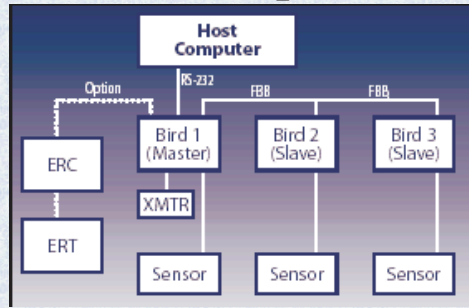 Host
Computer
RS-232
Option
FBB
FBB
Bird 1
(Master)
Bird 2
(Slave)
Bird 3
(Slave)
ERC
XMTR
ERT
Sensor
Sensor
Sensor